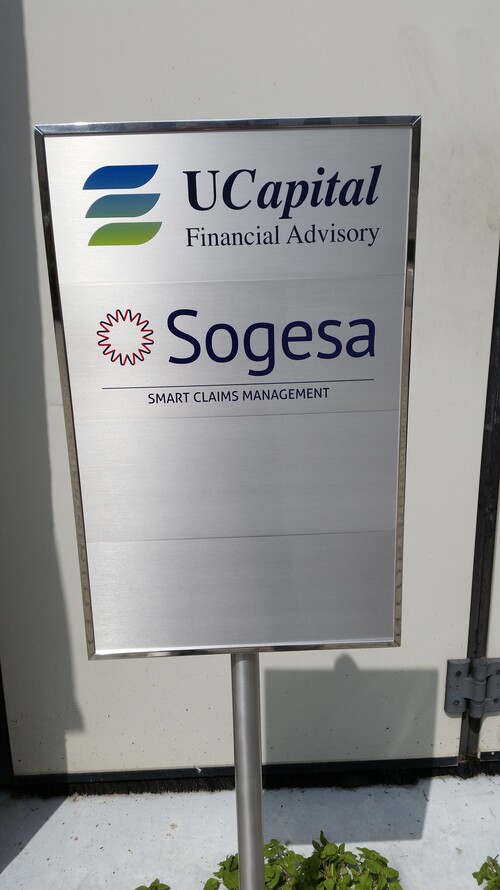 UCapital
Financial Advisory
Sogesa
SMART CLAIMS MANAGEMENT